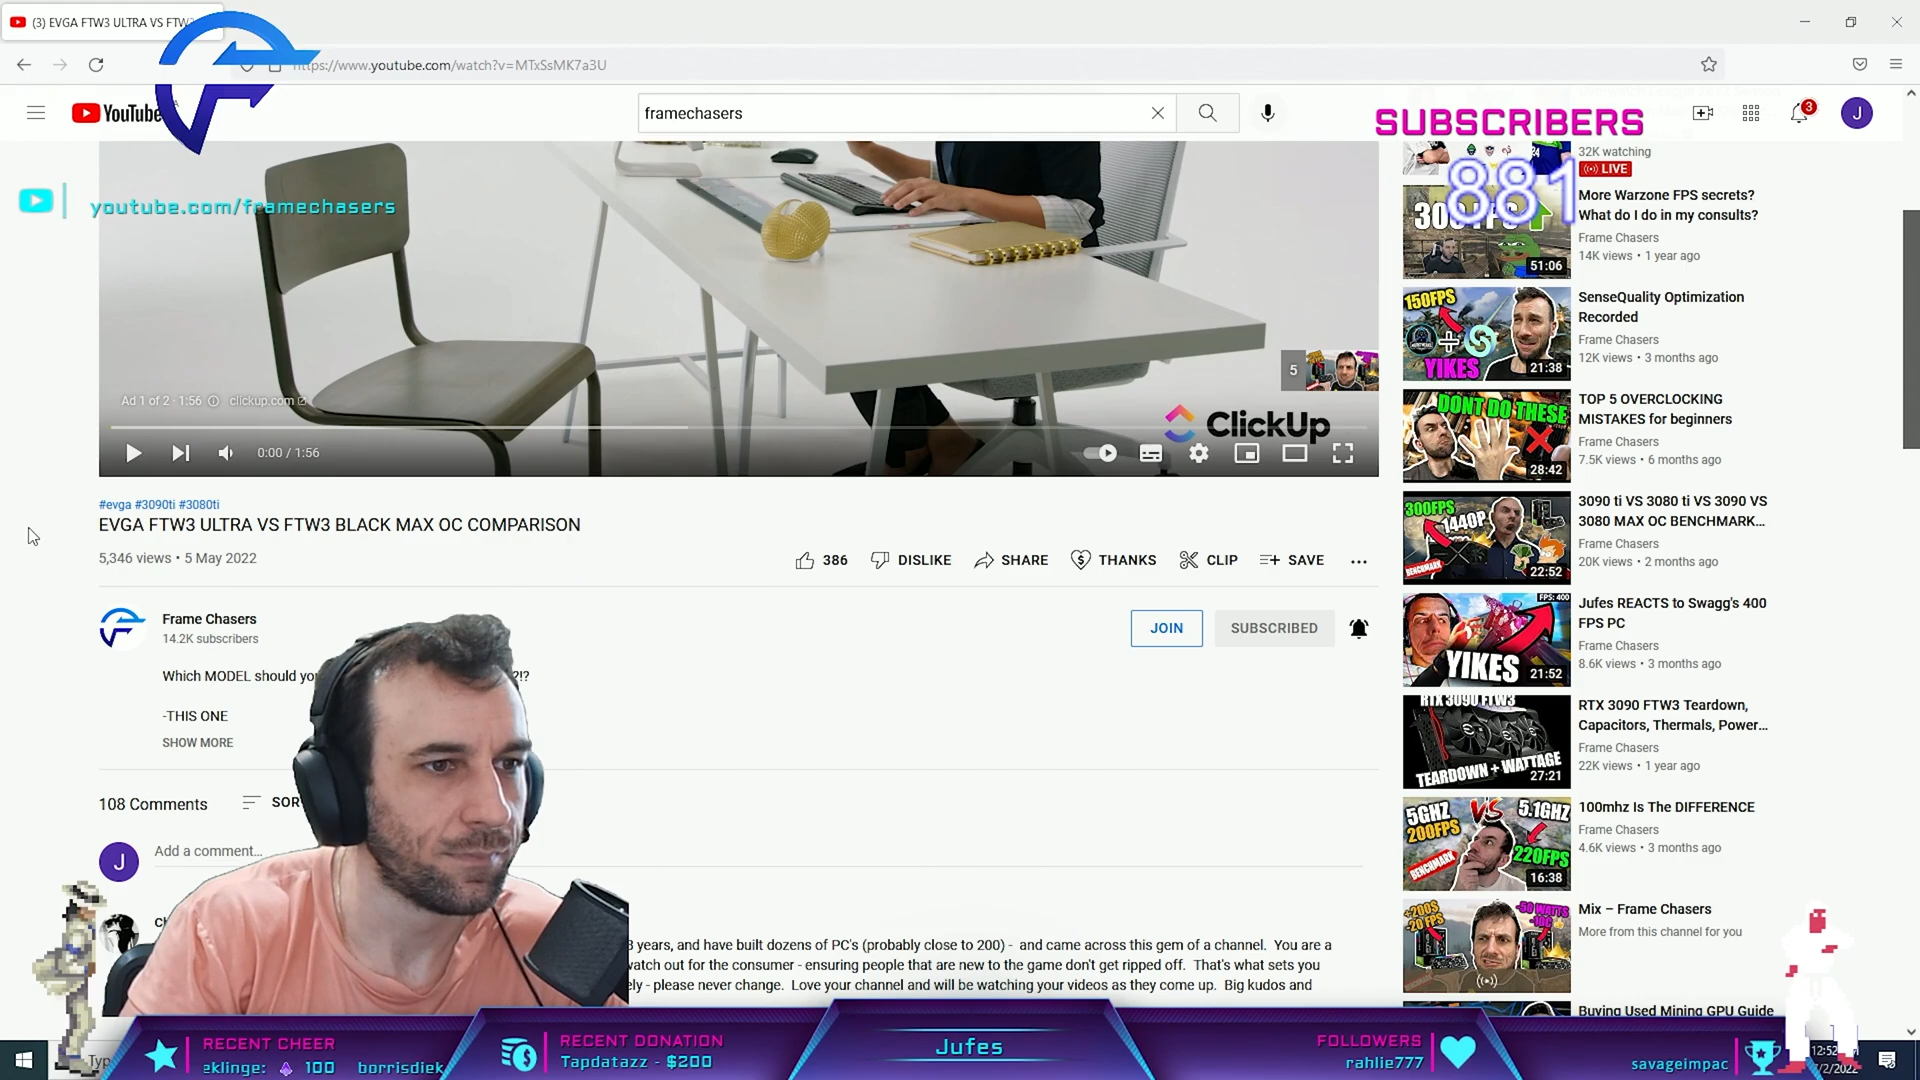 (3) EVGA FTW3 ULTRA VS FTW
https://www.youtube.com/watch?v=MTxSsMK7a3U
YouTube
framechasers
SUBSCRIBERS
881
3
J
youtube.com/framechasers
Ad 1 of 2 · 1:56
clickup.com
5
ClickUp
0:00 / 1:56
#evga #3090ti #3080ti
EVGA FTW3 ULTRA VS FTW3 BLACK MAX OC COMPARISON
5,346 views • 5 May 2022
386
DISLIKE
SHARE
THANKS
CLIP
SAVE
Frame Chasers
14.2K subscribers
JOIN
SUBSCRIBED
Which MODEL should
-THIS ONE
SHOW MORE
108 Comments
J
Add a comment...
years, and have built dozens of PC's (probably close to 200) - and came across this gem of a channel. You are a
out for the consumer - ensuring people that are new to the game don't get ripped off. That's what sets you
- please never change. Love your channel and will be watching your videos as they come up. Big kudos and
32K watching
LIVE
51:06
More Warzone FPS secrets?
What do I do in my consults?
Frame Chasers
14K views • 1 year ago
150FPS
YIKES
21:38
SenseQuality Optimization
Recorded
Frame Chasers
12K views • 3 months ago
DONT DO THESE
28:42
TOP 5 OVERCLOCKING
MISTAKES for beginners
Frame Chasers
7.5K views • 6 months ago
300FPS
1440P
BENCHMARK
22:52
3090 ti VS 3080 ti VS 3090 VS
3080 MAX OC BENCHMARK...
Frame Chasers
20K views • 2 months ago
FPS: 400
YIKES
21:52
Jufes REACTS to Swagg's 400
FPS PC
Frame Chasers
8.6K views • 3 months ago
RTX 3090 FTW3
TEARDOWN + WATTAGE
27:21
RTX 3090 FTW3 Teardown,
Capacitors, Thermals, Power...
Frame Chasers
22K views • 1 year ago
5GHZ VS 5.1GHZ
200FPS
220FPS
BENCHMARK
16:38
100mhz Is The DIFFERENCE
Frame Chasers
4.6K views • 3 months ago
+200$
-20 FPS
-50 WATTS
-10C
Mix – Frame Chasers
More from this channel for you
Buying Used Mining GPU Guide
RECENT CHEER
eklinge: 100 borrisdiek
RECENT DONATION
Tapdatazz - $200
Jufes
FOLLOWERS
rahlie777
savageimpac
12:52
/2/2022